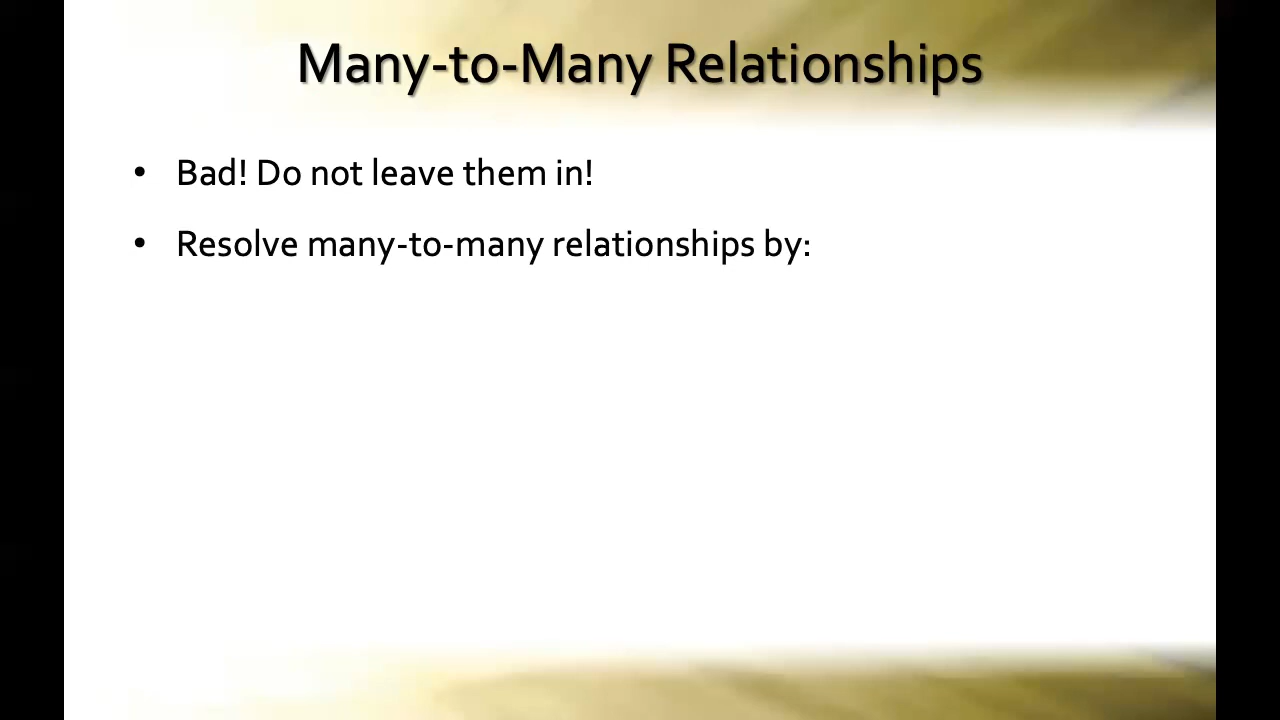 Many-to-Many Relationships
• Bad! Do not leave them in!
• Resolve many-to-many relationships by: